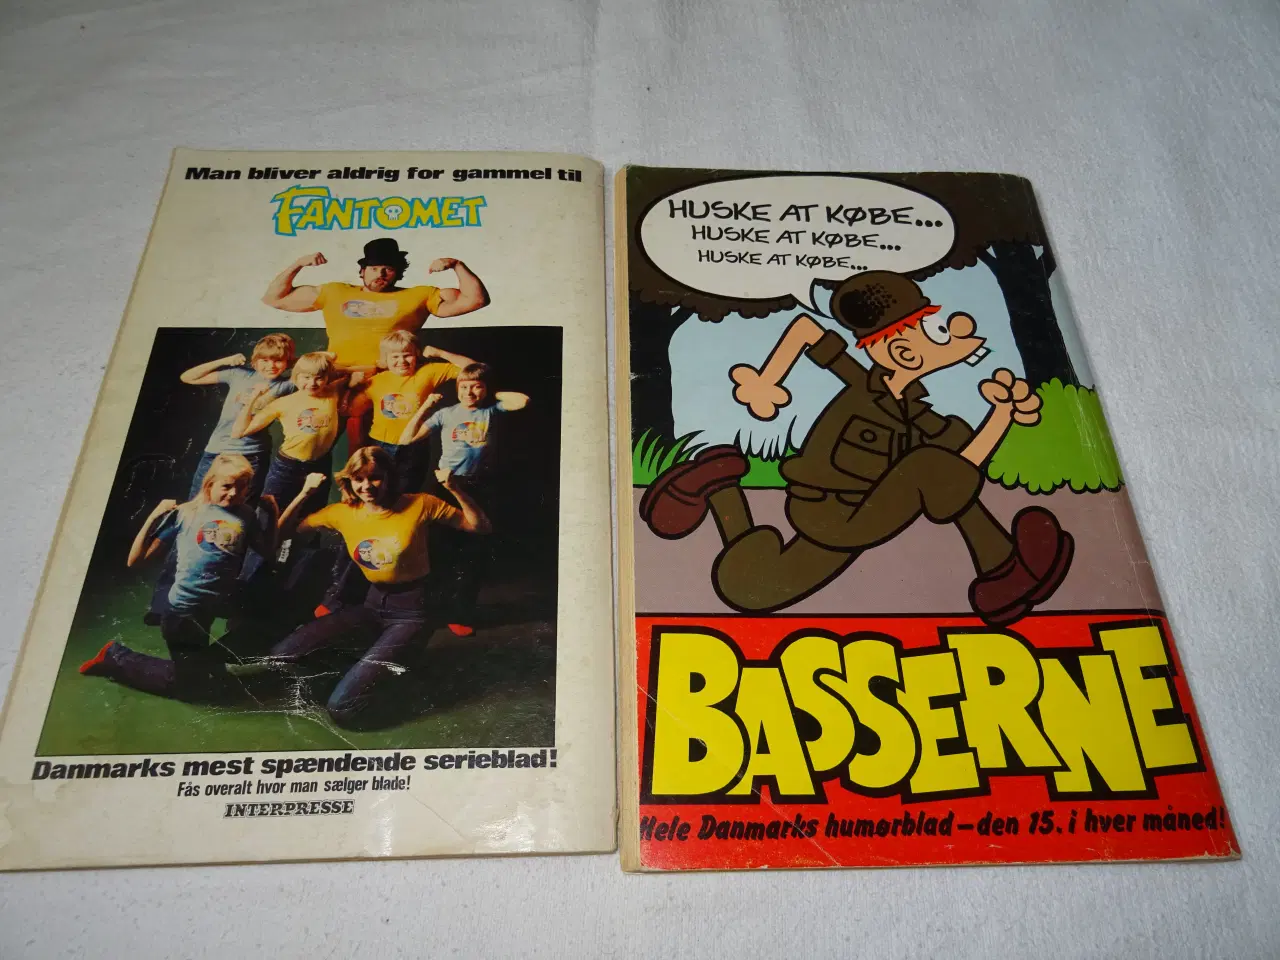 Man bliver aldrig for gammel til
FANTOMET
Danmarks mest spændende serieblad!
Fås overalt hvor man sælger blade!
INTERPRESSE
HUSKE AT KØBE...
HUSKE AT KØBE...
HUSKE AT KØBE...
BASSERNE
Hele Danmarks humørblad – den 15. i hver måned!